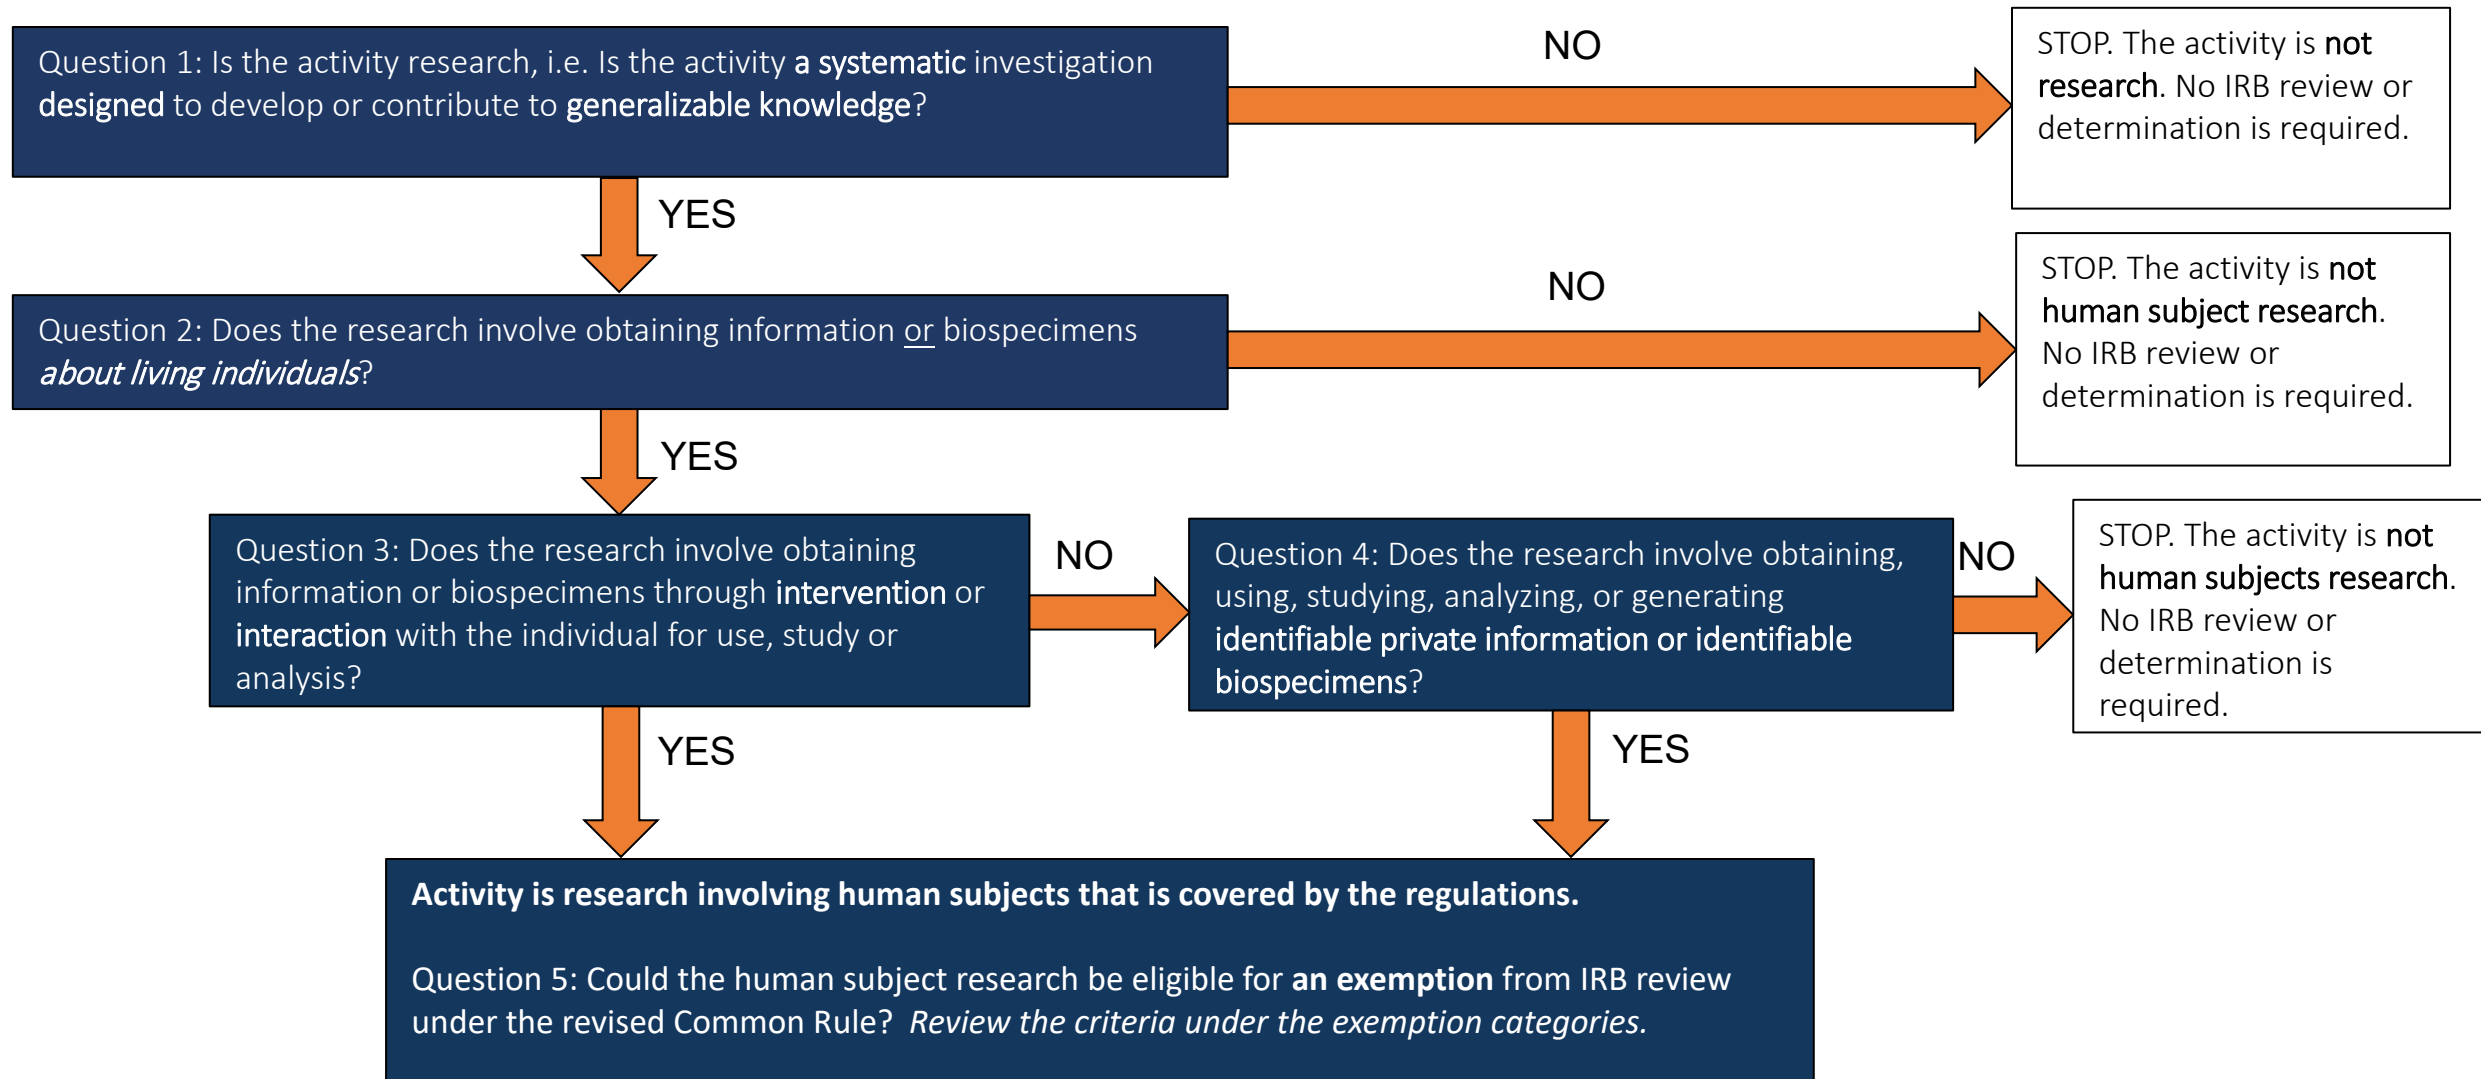 Question 1: Is the activity research, i.e. Is the activity a systematic investigation
designed to develop or contribute to generalizable knowledge?
NO
STOP. The activity is not
research. No IRB review or
determination is required.
YES
Question 2: Does the research involve obtaining information or biospecimens
about living individuals?
NO
STOP. The activity is not
human subject research.
No IRB review or
determination is required.
YES
Question 3: Does the research involve obtaining
information or biospecimens through intervention or
interaction with the individual for use, study or
analysis?
NO
Question 4: Does the research involve obtaining,
using, studying, analyzing, or generating
identifiable private information or identifiable
biospecimens?
NO
STOP. The activity is not
human subjects research.
No IRB review or
determination is
required.
YES
YES
Activity is research involving human subjects that is covered by the regulations.
Question 5: Could the human subject research be eligible for an exemption from IRB review
under the revised Common Rule? Review the criteria under the exemption categories.